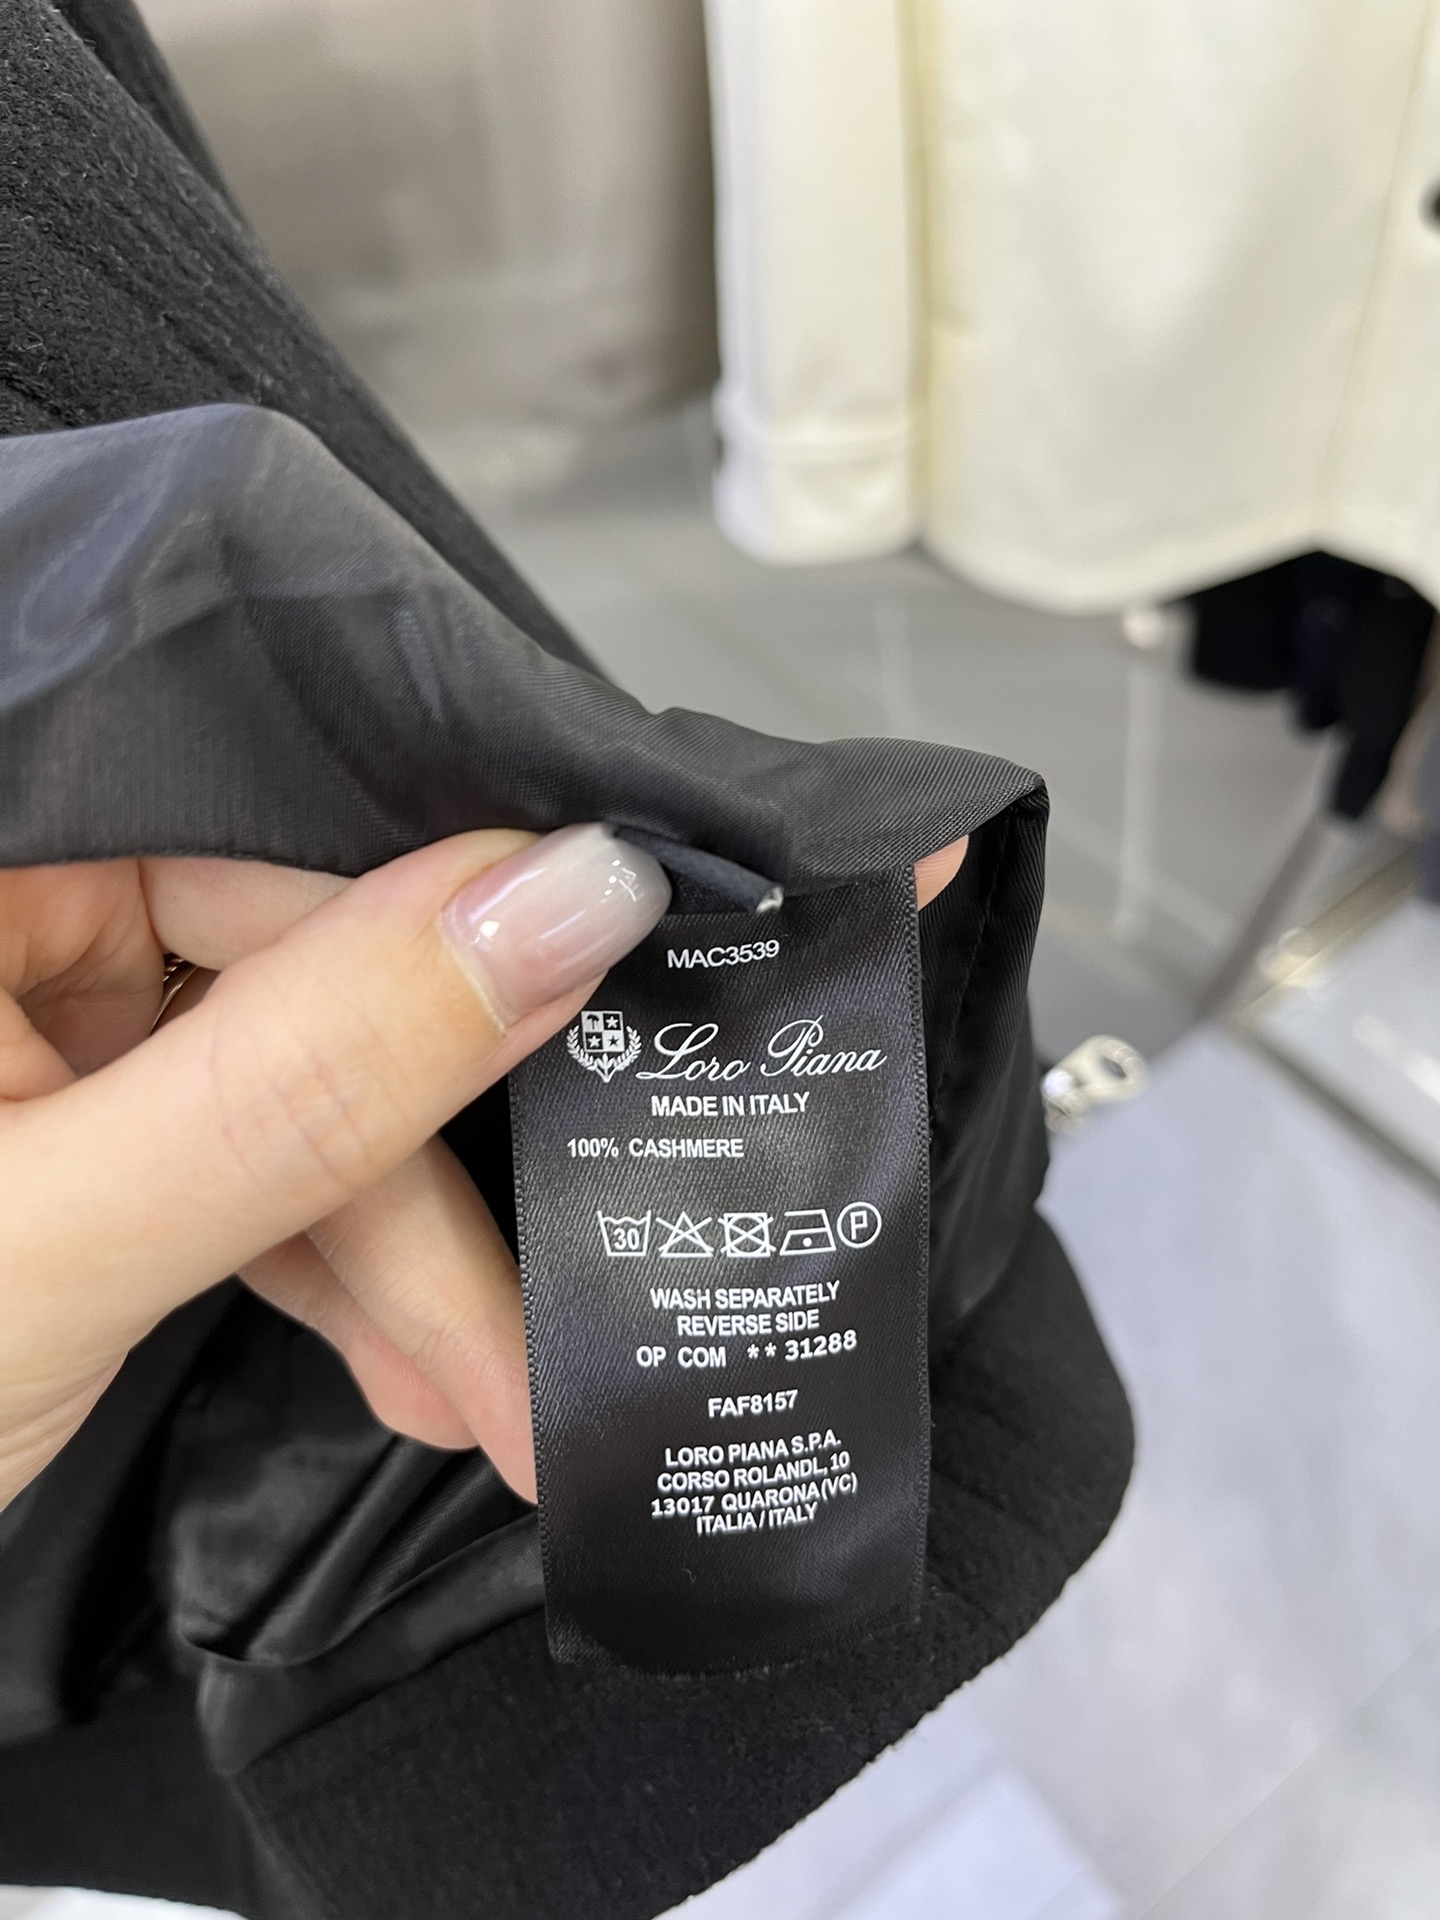 MAC3539
Loro Piana
MADE IN ITALY
100% CASHMERE
30 P
WASH SEPARATELY
REVERSE SIDE
OP COM ** 31288
FAF8157
LORO PIANA S.P.A.
CORSO ROLANDL, 10
13017 QUARONA (VC)
ITALIA / ITALY